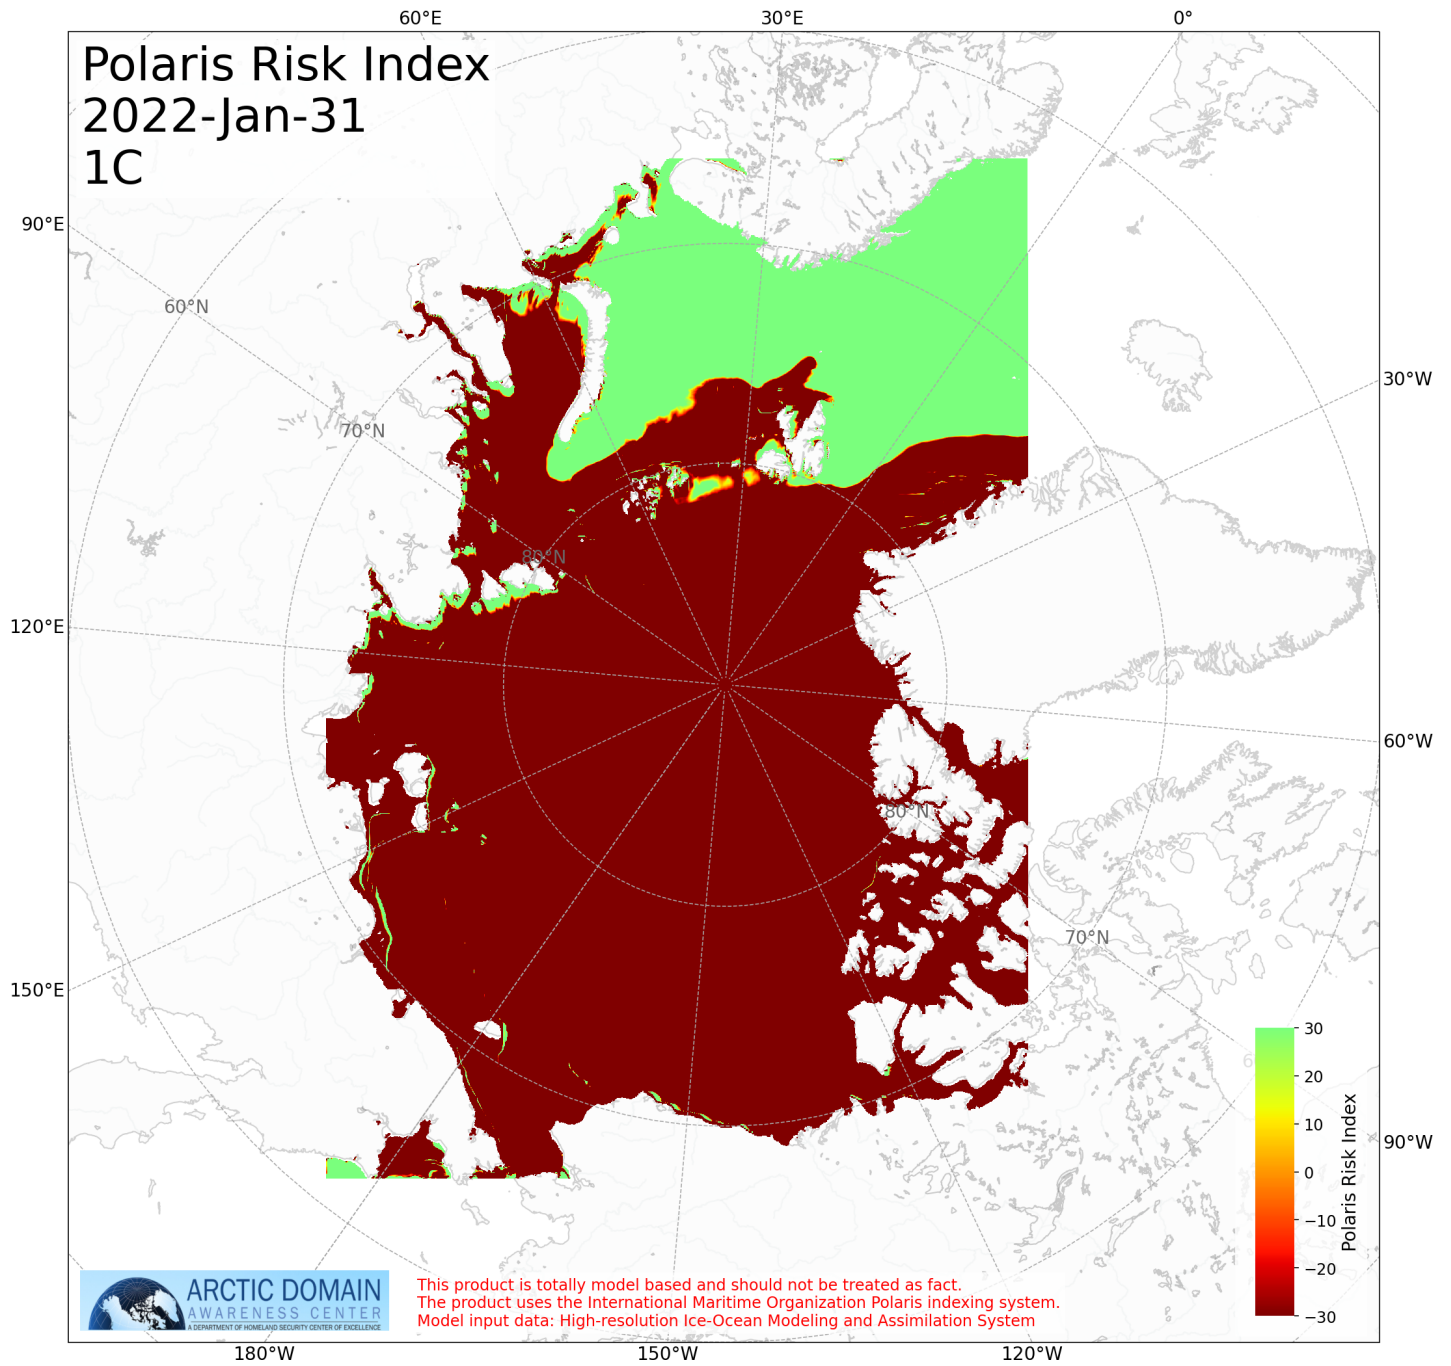 60°E 30°E 0°
Polaris Risk Index
2022-Jan-31
1C
90°E
60°N
30°W
70°N
80°N
120°E
60°W
80°N
70°N
150°E
30
20
10
0
−10
−20
−30
Polaris Risk Index
90°W
ARCTIC DOMAIN
AWARENESS CENTER
A DEPARTMENT OF HOMELAND SECURITY CENTER OF EXCELLENCE
This product is totally model based and should not be treated as fact.
The product uses the International Maritime Organization Polaris indexing system.
Model input data: High-resolution Ice-Ocean Modeling and Assimilation System
180°W 150°W 120°W